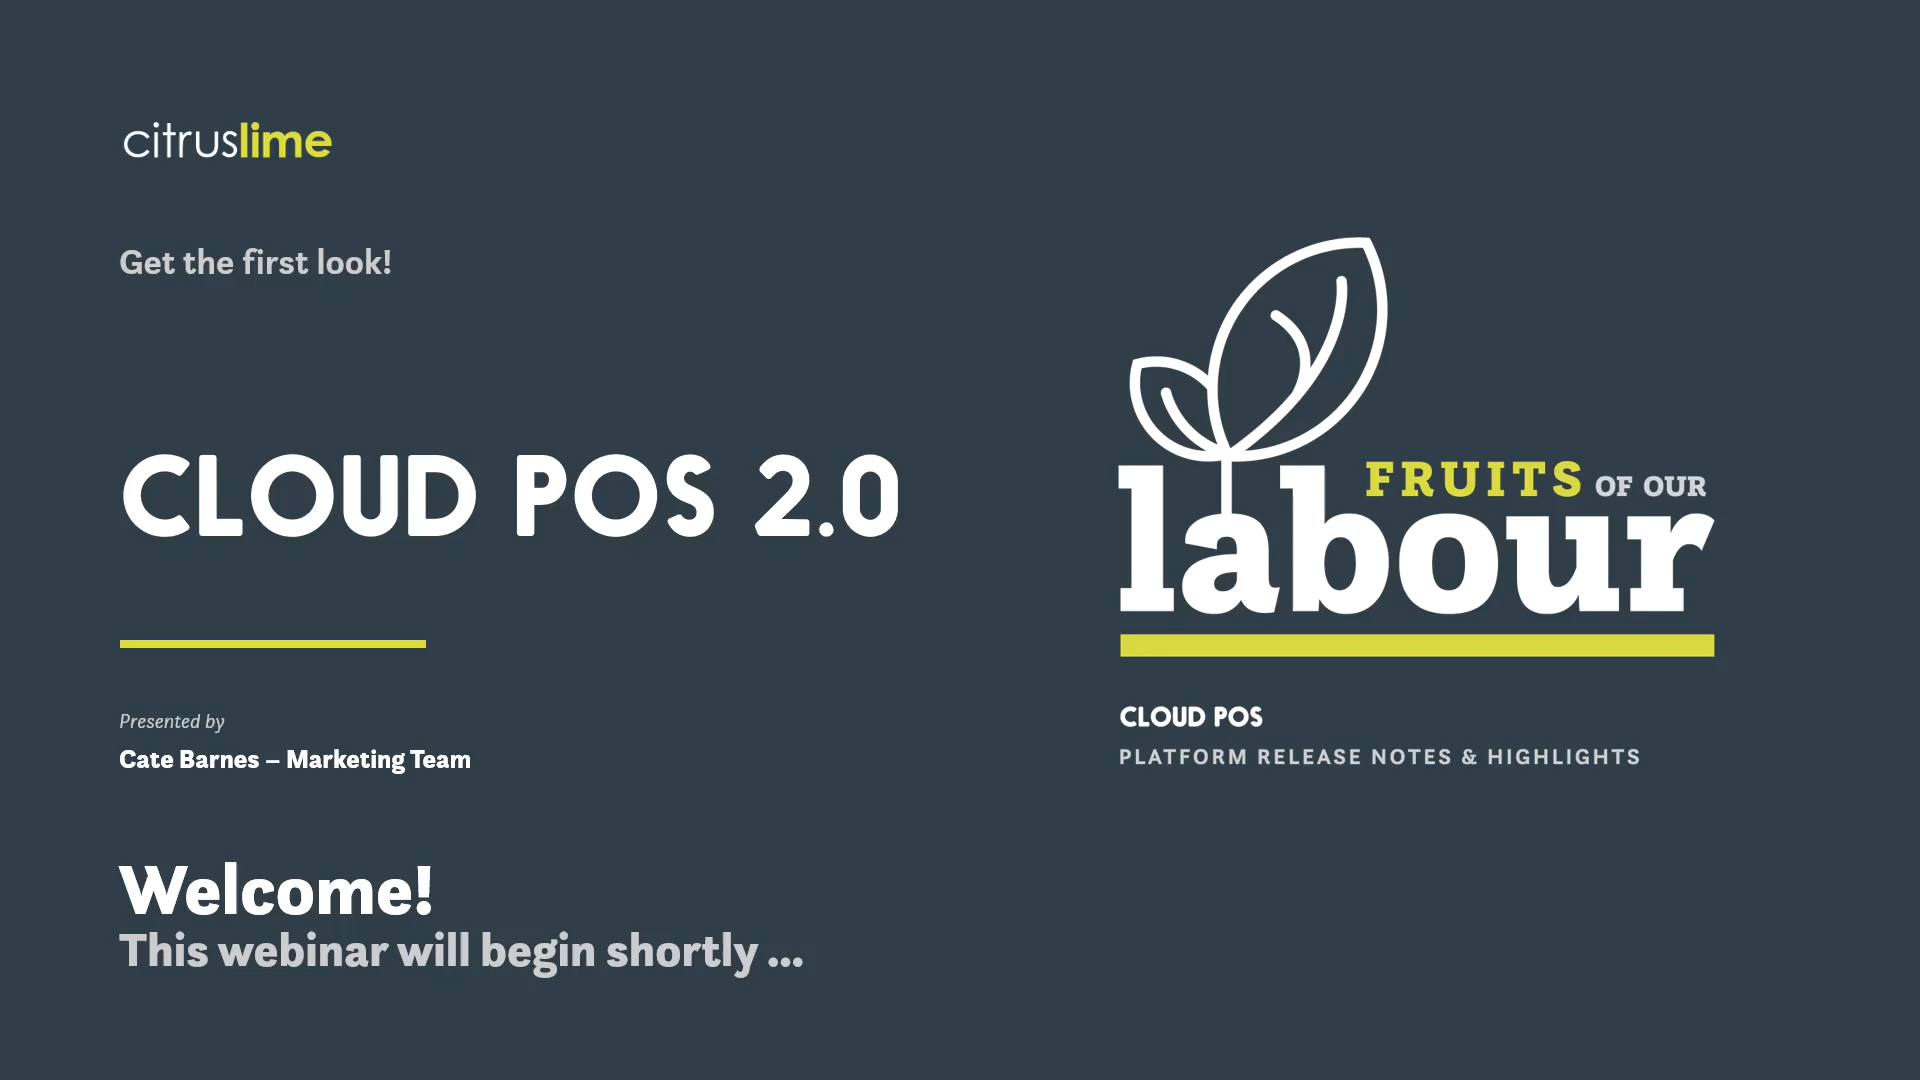 citruslime
Get the first look!
CLOUD POS 2.0
Presented by
Cate Barnes – Marketing Team
Welcome!
This webinar will begin shortly ...
FRUITS OF OUR
labour
CLOUD POS
PLATFORM RELEASE NOTES & HIGHLIGHTS